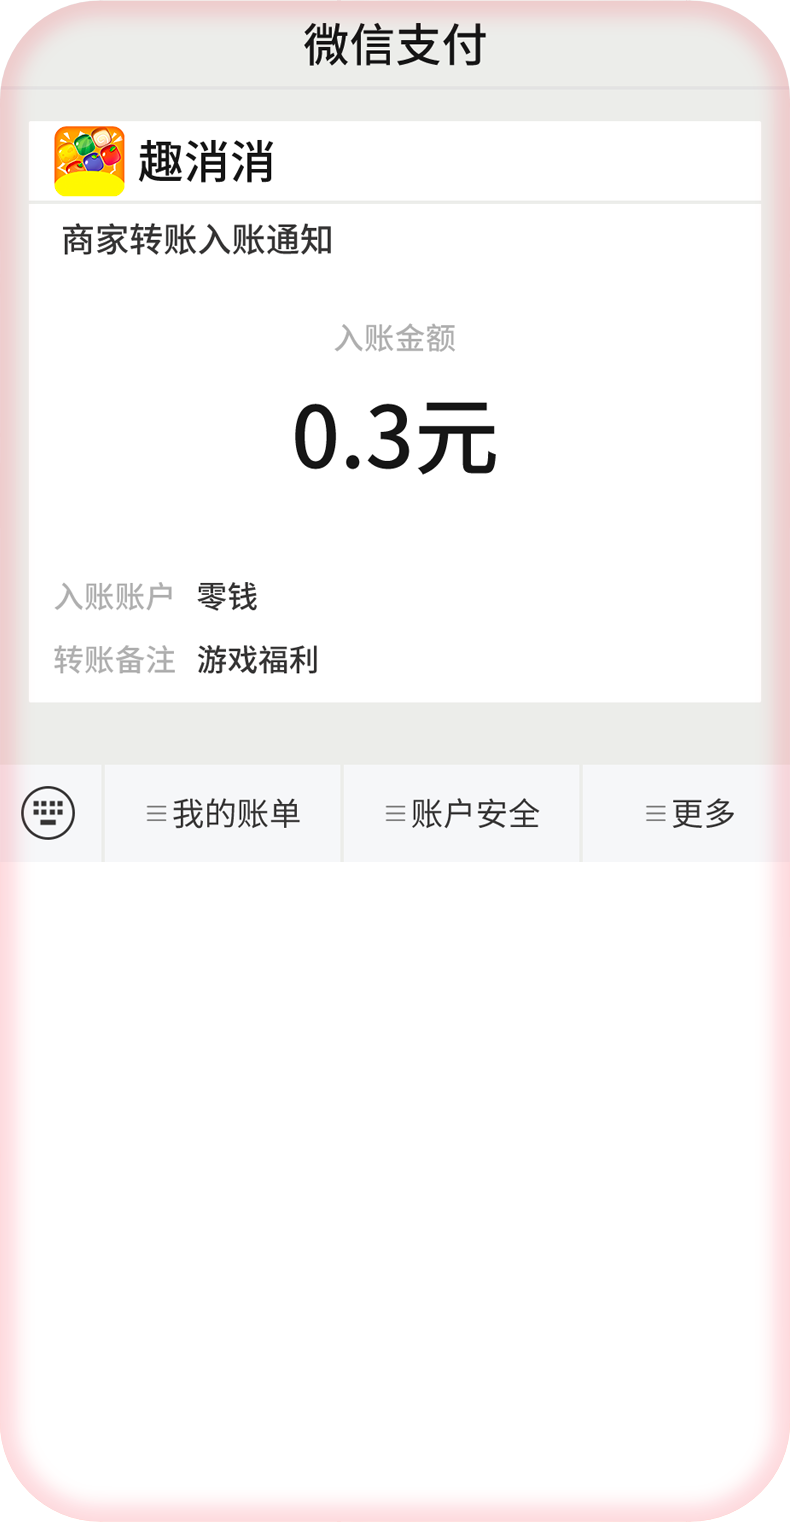 微信支付
趣消消
商家转账入账通知
入账金额
0.3元
入账账户 零钱
转账备注 游戏福利
我的账单 账户安全 更多